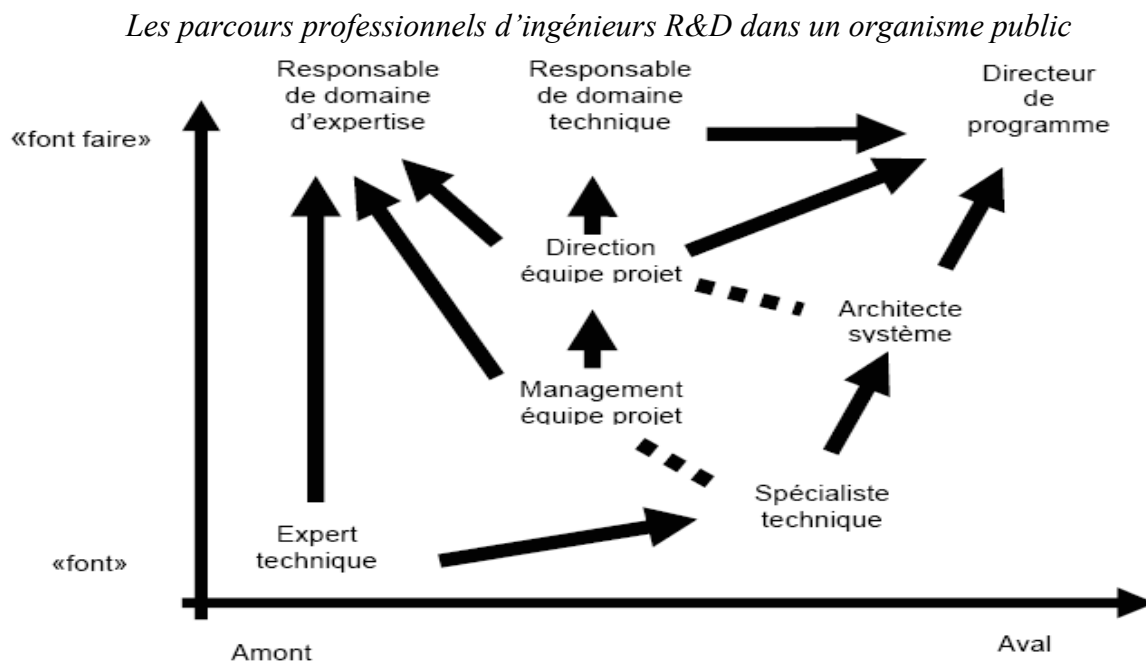 Les parcours professionnels d’ingénieurs R&D dans un organisme public
Responsable
de domaine
d'expertise
Responsable
de domaine
technique
Directeur
de
programme
«font faire»
Direction
équipe projet
Architecte
système
Management
équipe projet
Spécialiste
technique
Expert
technique
«font»
Amont
Aval